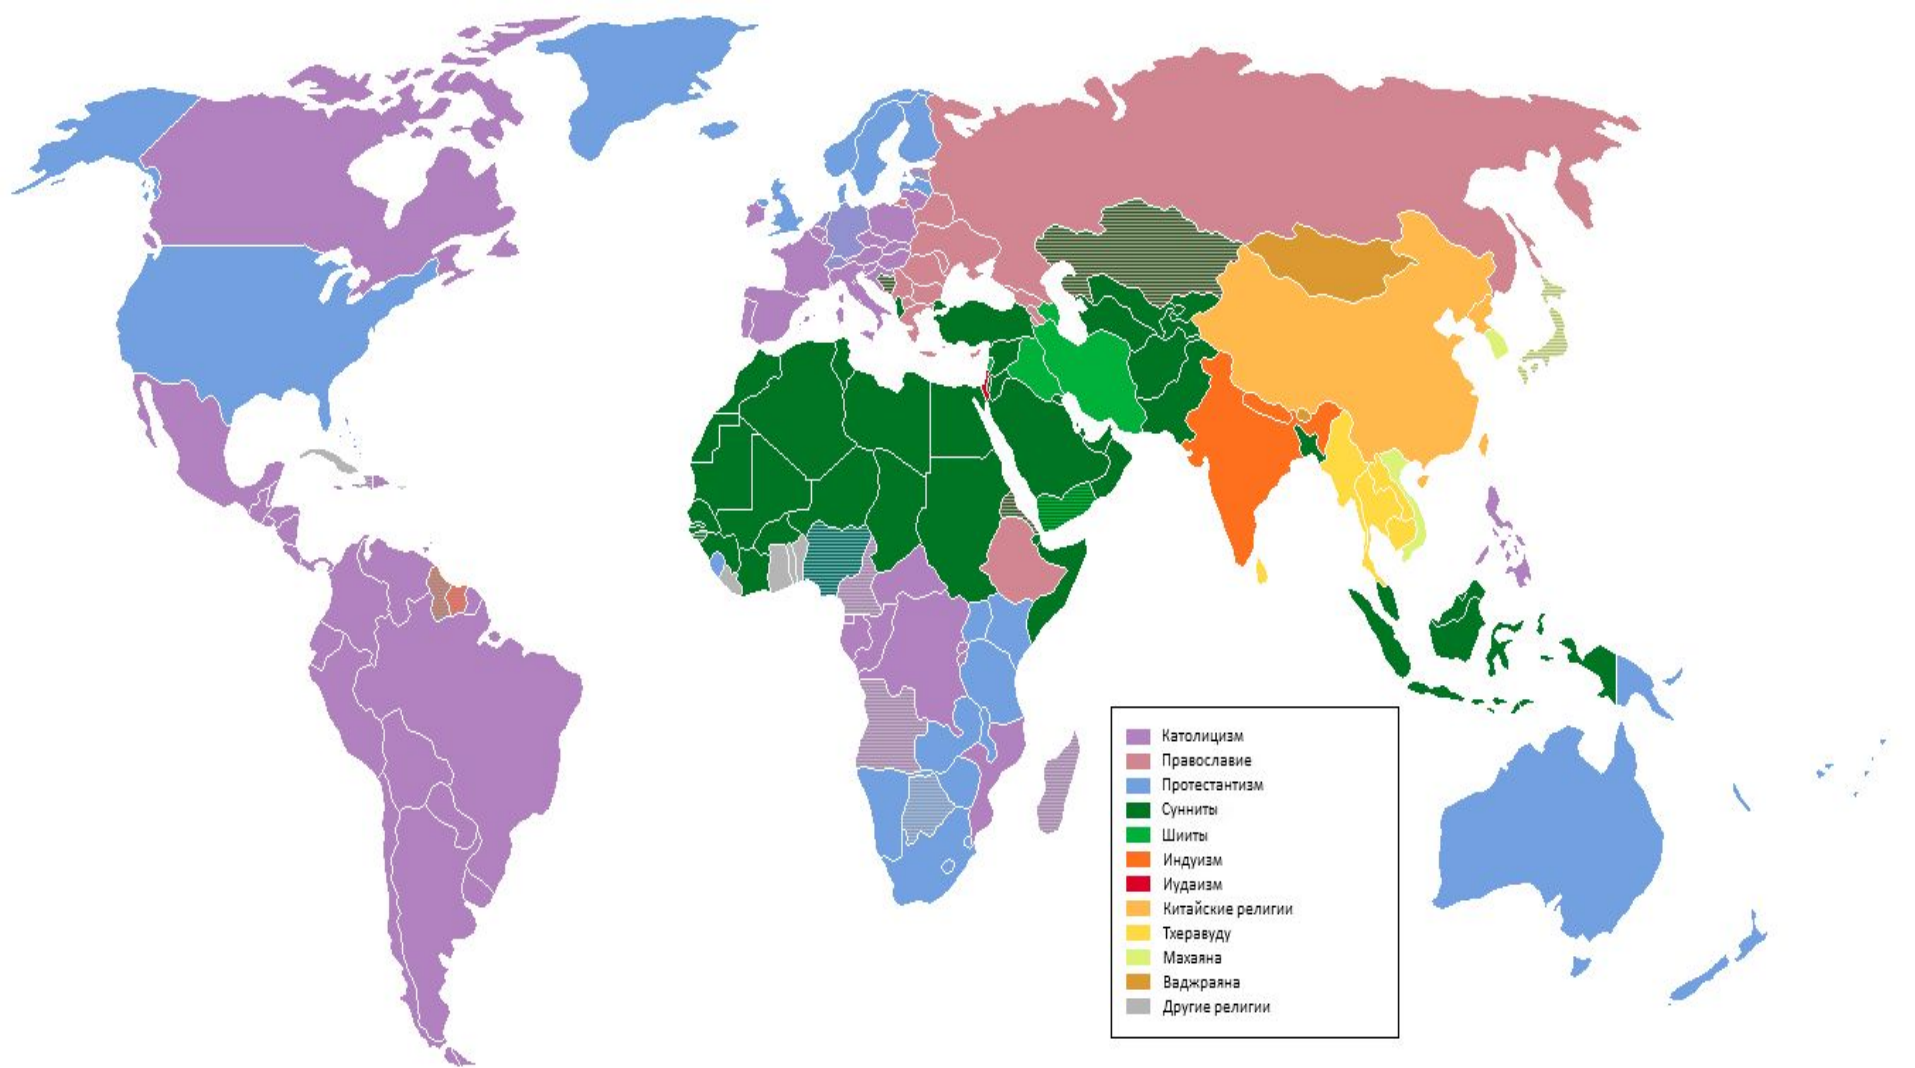 Католицизм
Православие
Протестантизм
Сунниты
Шииты
Индуизм
Иудаизм
Китайские религии
Тхеравуду
Махаяна
Ваджраяна
Другие религии